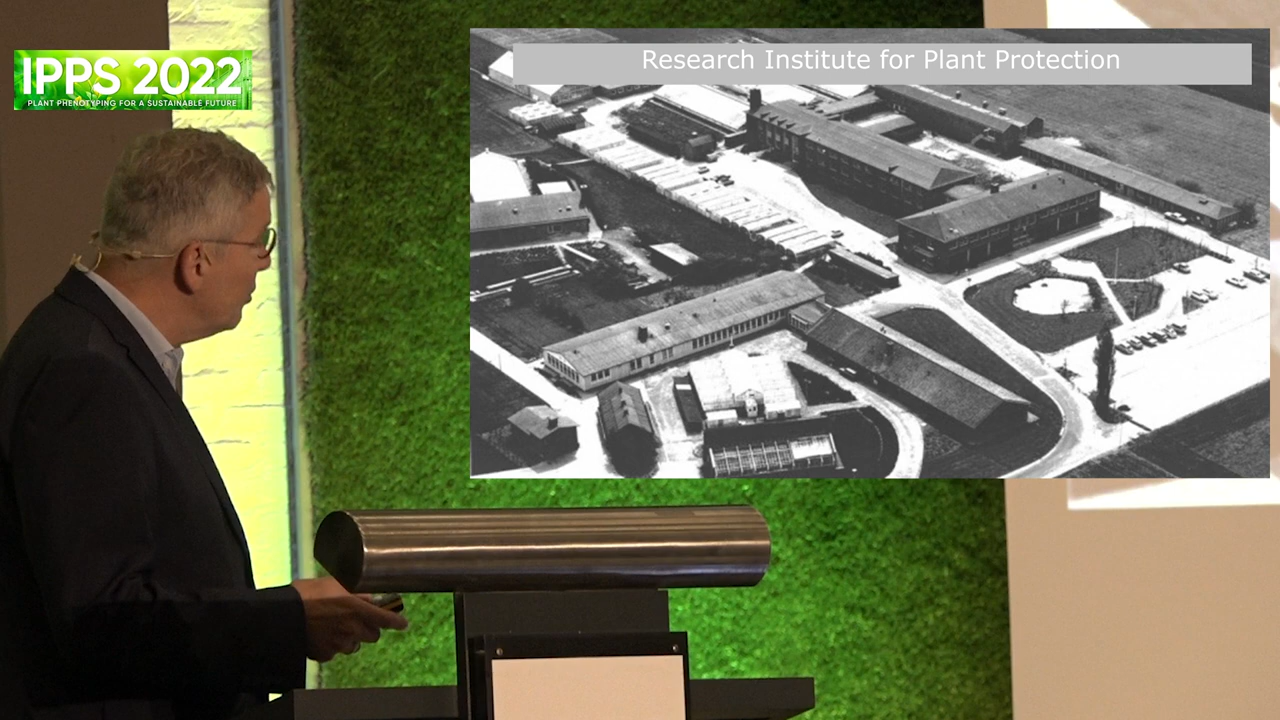 IPPS 2022
PLANT PHENOTYPING FOR A SUSTAINABLE FUTURE
Research Institute for Plant Protection